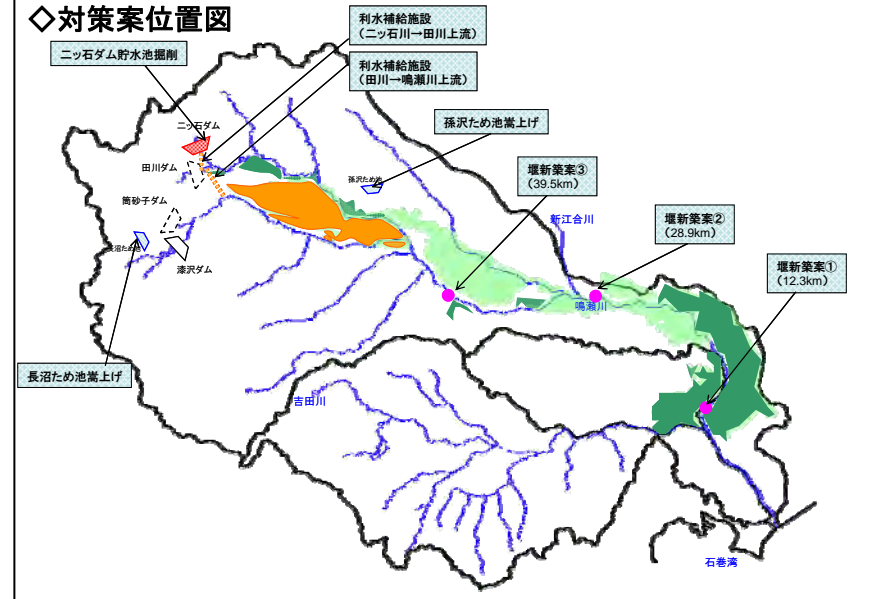 ◇対策案位置図
利水補給施設
（二ッ石川→田川上流）
二ッ石ダム貯水池掘削
利水補給施設
（田川→鳴瀬川上流）
孫沢ため池嵩上げ
二ッ石ダム
田川ダム
孫沢ため池
堰新築案③
（39.5km）
筒砂子ダム
新江合川
堰新築案②
（28.9km）
長沼ため池
漆沢ダム
堰新築案①
（12.3km）
鳴瀬川
長沼ため池嵩上げ
吉田川
石巻湾